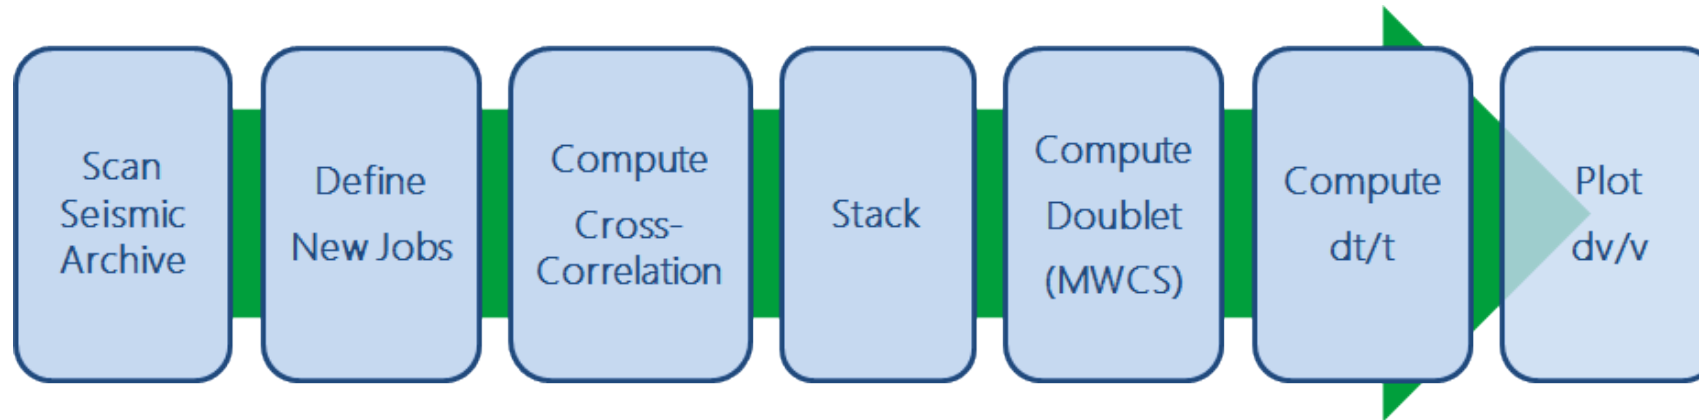 Scan
Seismic
Archive
Define
New Jobs
Compute
Cross-
Correlation
Stack
Compute
Doublet
(MWCS)
Compute
dt/t
Plot
dv/v